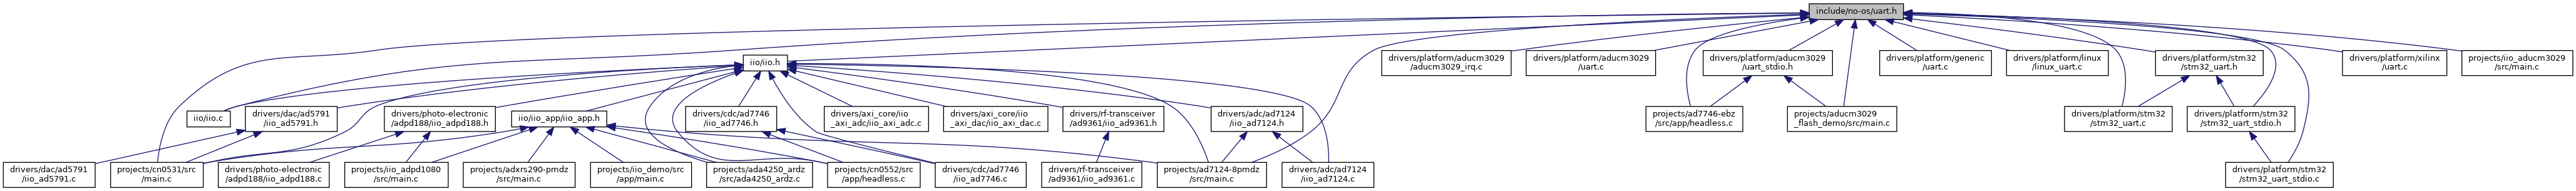 include/no-os/uart.h
iio/iio.h
drivers/platform/aducm3029
/aducm3029_irq.c
drivers/platform/aducm3029
/uart.c
drivers/platform/aducm3029
/uart_stdio.h
drivers/platform/generic
/uart.c
drivers/platform/linux
/linux_uart.c
drivers/platform/stm32
/stm32_uart.h
drivers/platform/xilinx
/uart.c
projects/iio_aducm3029
/src/main.c
iio/iio.c
drivers/dac/ad5791
/iio_ad5791.h
drivers/photo-electronic
/adpd188/iio_adpd188.h
iio/iio_app/iio_app.h
drivers/cdc/ad7746
/iio_ad7746.h
drivers/axi_core/iio
_axi_adc/iio_axi_adc.c
drivers/axi_core/iio
_axi_dac/iio_axi_dac.c
drivers/rf-transceiver
/ad9361/iio_ad9361.h
drivers/adc/ad7124
/iio_ad7124.h
projects/ad7746-ebz
/src/app/headless.c
projects/aducm3029
_flash_demo/src/main.c
drivers/platform/stm32
/stm32_uart.c
drivers/platform/stm32
/stm32_uart_stdio.h
drivers/dac/ad5791
/iio_ad5791.c
projects/cn0531/src
/main.c
drivers/photo-electronic
/adpd188/iio_adpd188.c
projects/iio_adpd1080
/src/main.c
projects/adxrs290-pmdz
/src/main.c
projects/iio_demo/src
/app/main.c
projects/ada4250_ardz
/src/ada4250_ardz.c
projects/cn0552/src
/app/headless.c
drivers/cdc/ad7746
/iio_ad7746.c
drivers/rf-transceiver
/ad9361/iio_ad9361.c
projects/ad7124-8pmdz
/src/main.c
drivers/adc/ad7124
/iio_ad7124.c
drivers/platform/stm32
/stm32_uart_stdio.c